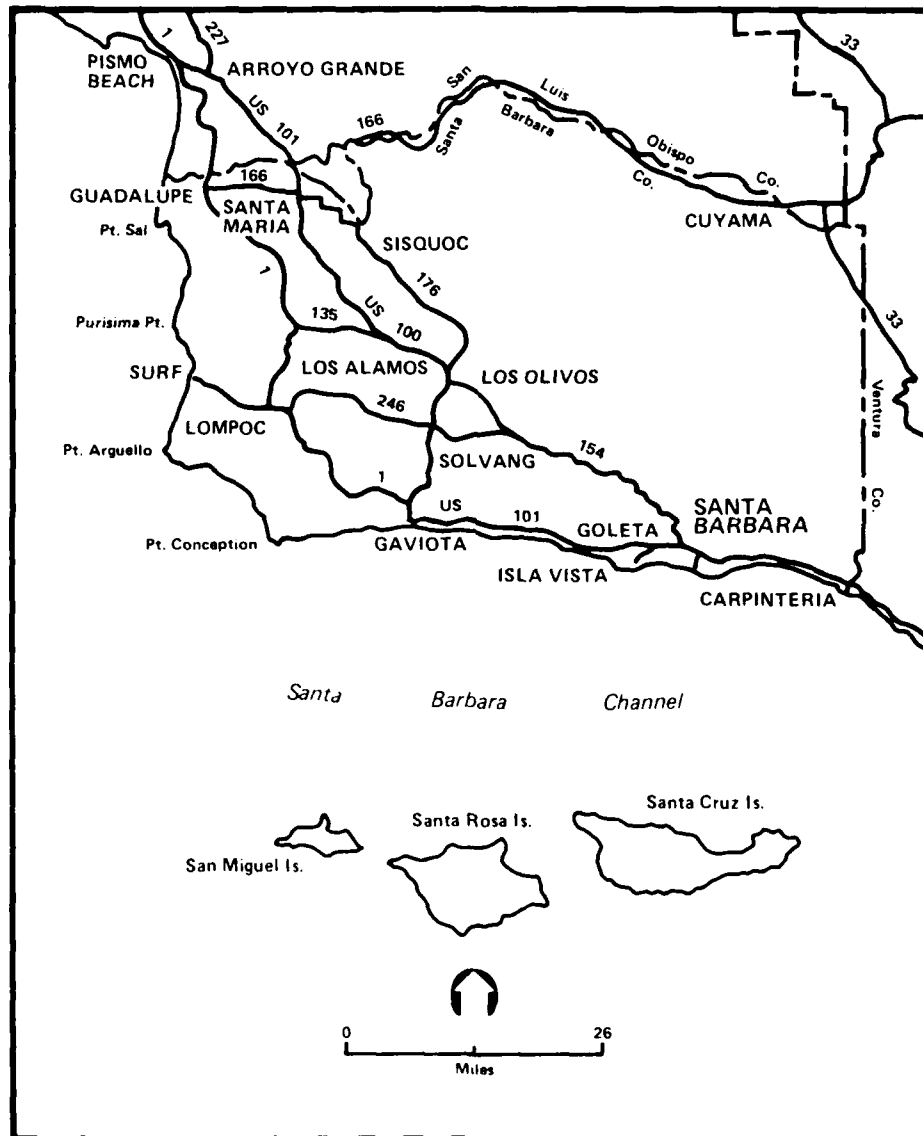 1
227
33
PISMO
BEACH
ARROYO GRANDE
US
101
166
San Luis Obispo Co.
Santa Barbara Co.
GUADALUPE
166
SANTA
MARIA
CUYAMA
Pt. Sal
SISQUOC
1
176
US
100
135
33
Purisima Pt.
SURF
LOS ALAMOS
LOS OLIVOS
246
Ventura Co.
LOMPOC
Pt. Arguello
SOLVANG
154
1
US
101
SANTA
BARBARA
GOLETA
Pt. Conception
GAVIOTA
ISLA VISTA
CARPINTERIA
Santa Barbara Channel
Santa Cruz Is.
Santa Rosa Is.
San Miguel Is.
0 26
Miles